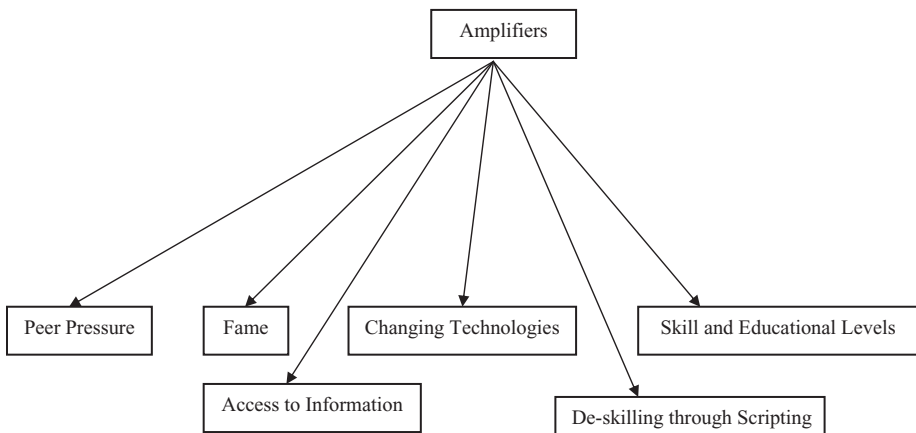 Amplifiers
Peer Pressure
Fame
Changing Technologies
Skill and Educational Levels
Access to Information
De-skilling through Scripting